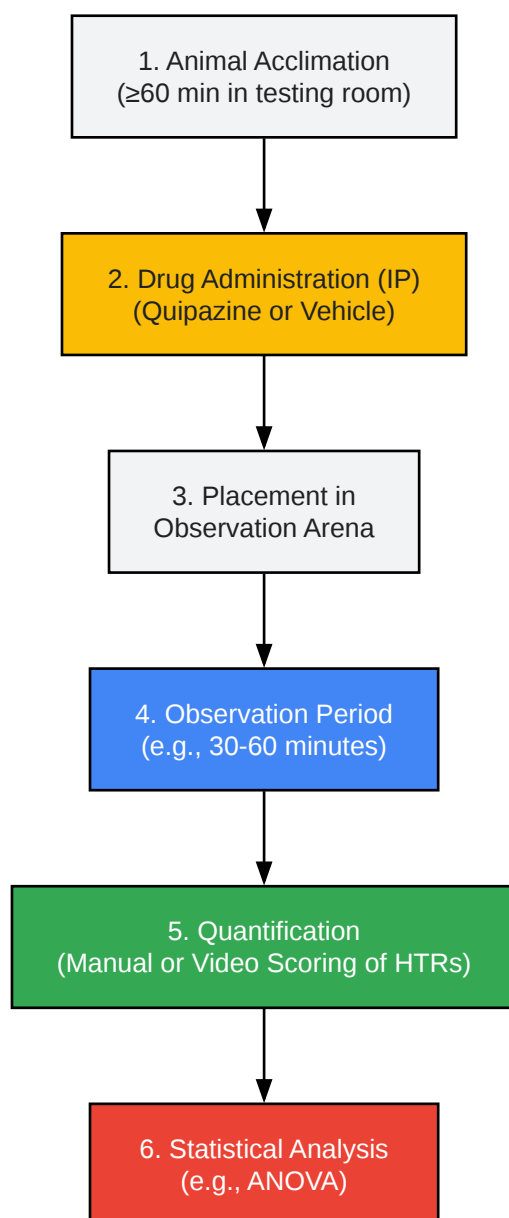 1. Animal Acclimation
(≥60 min in testing room)
2. Drug Administration (IP)
(Quipazine or Vehicle)
3. Placement in
Observation Arena
4. Observation Period
(e.g., 30-60 minutes)
5. Quantification
(Manual or Video Scoring of HTRs)
6. Statistical Analysis
(e.g., ANOVA)